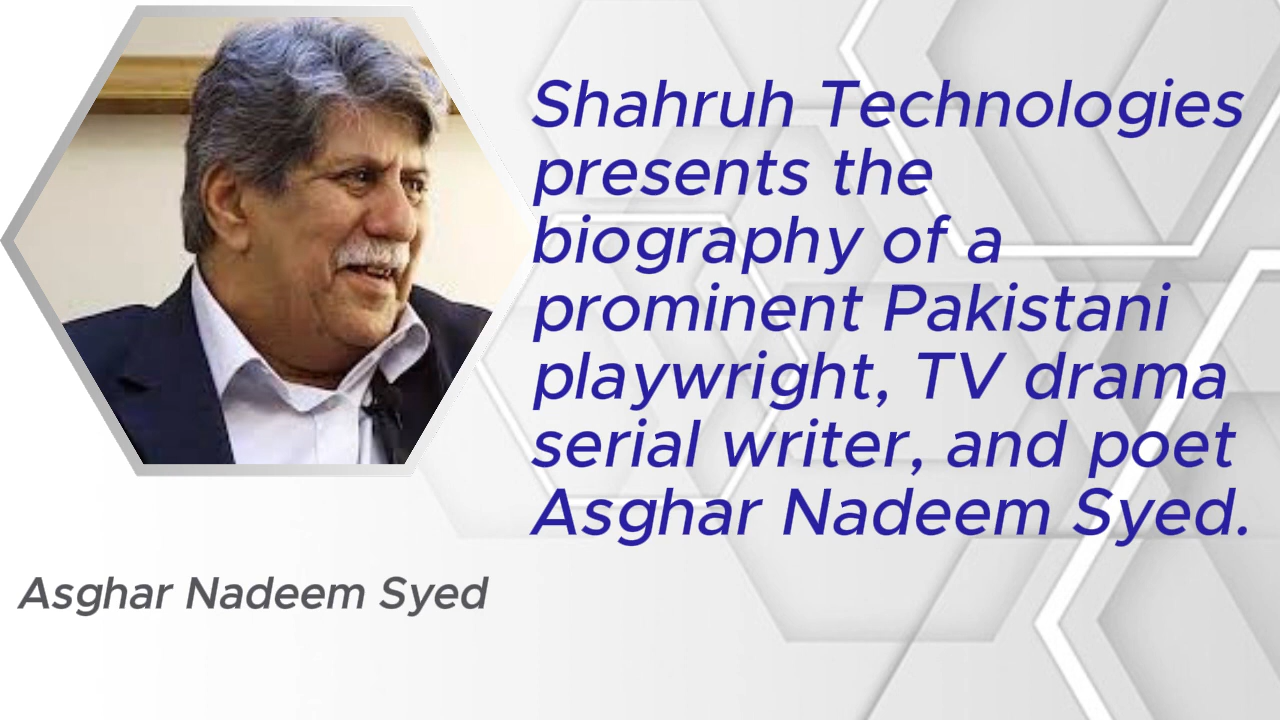 Shahruh Technologies
presents the
biography of a
prominent Pakistani
playwright, TV drama
serial writer, and poet
Asghar Nadeem Syed.
Asghar Nadeem Syed